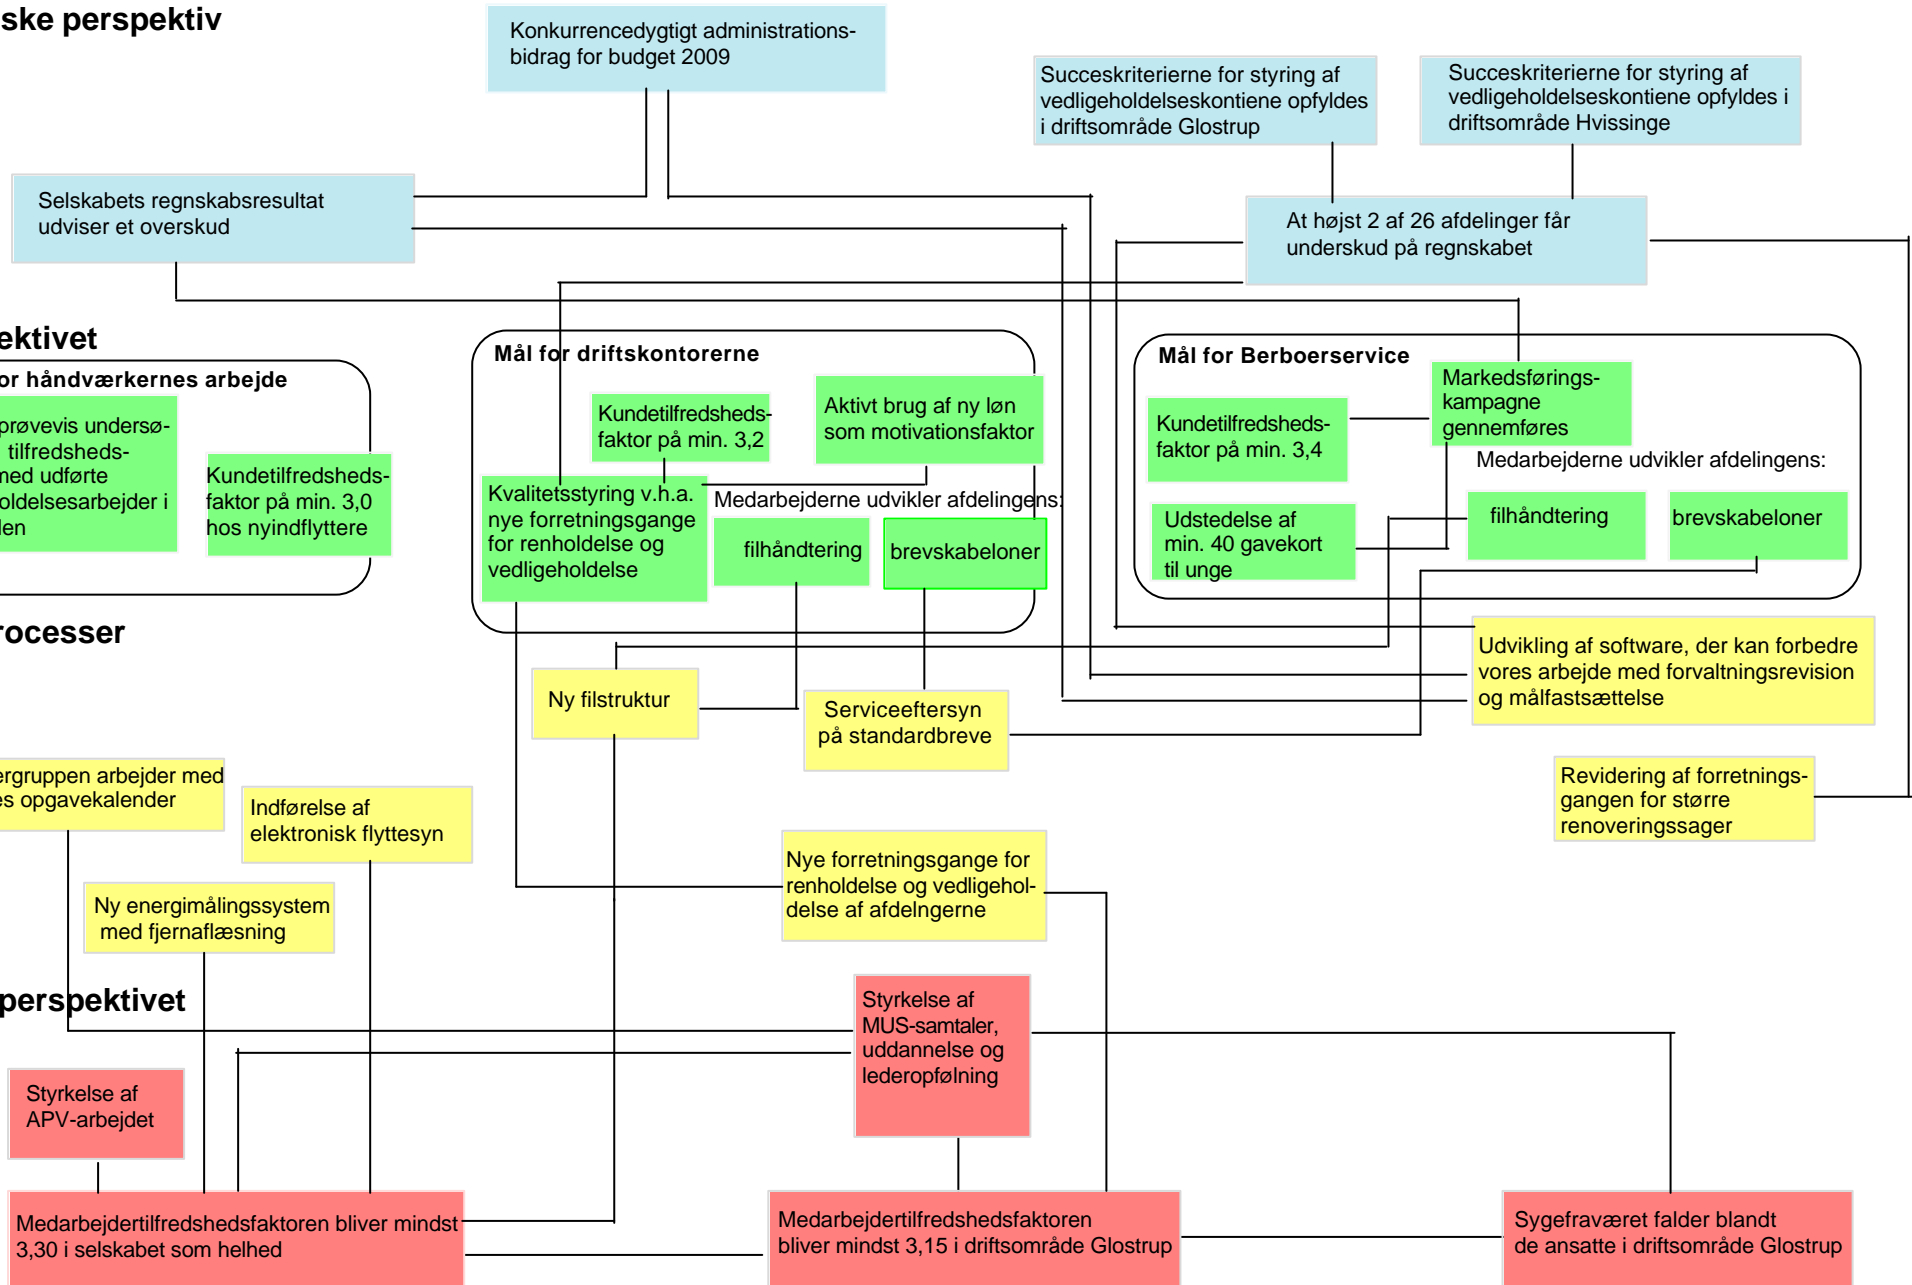 ske perspektiv
Konkurrencedygtigt administrations-
bidrag for budget 2009
Succeskriterierne for styring af
vedligeholdelseskontiene opfyldes
i driftsområde Glostrup
Succeskriterierne for styring af
vedligeholdelseskontiene opfyldes i
driftsområde Hvissinge
Selskabets regnskabsresultat
udviser et overskud
At højst 2 af 26 afdelinger får
underskud på regnskabet
ektivet
or håndværkernes arbejde
prøvevis undersø-
tilfredsheds-
med udførte
oldelsesarbejder i
len
Kundetilfredsheds-
faktor på min. 3,0
hos nyindflyttere
Mål for driftskontorerne
Kundetilfredsheds-
faktor på min. 3,2
Aktivt brug af ny løn
som motivationsfaktor
Kvalitetsstyring v.h.a.
nye forretningsgange
for renholdelse og
vedligeholdelse
Medarbejderne udvikler afdelingens:
filhåndtering
brevskabeloner
Mål for Berboerservice
Kundetilfredsheds-
faktor på min. 3,4
Markedsførings-
kampagne
gennemføres
Medarbejderne udvikler afdelingens:
Udstedelse af
min. 40 gavekort
til unge
filhåndtering
brevskabeloner
rocesser
Ny filstruktur
Serviceeftersyn
på standardbreve
Udvikling af software, der kan forbedre
vores arbejde med forvaltningsrevision
og målfastsættelse
ergruppen arbejder med
es opgavekalender
Indførelse af
elektronisk flyttesyn
Revidering af forretnings-
gangen for større
renoveringssager
Ny energimålingssystem
med fjernaflæsning
Nye forretningsgange for
renholdelse og vedligehol-
delse af afdelngerne
perspektivet
Styrkelse af
MUS-samtaler,
uddannelse og
lederopfølning
Styrkelse af
APV-arbejdet
Medarbejdertilfredshedsfaktoren bliver mindst
3,30 i selskabet som helhed
Medarbejdertilfredshedsfaktoren
bliver mindst 3,15 i driftsområde Glostrup
Sygefraværet falder blandt
de ansatte i driftsområde Glostrup